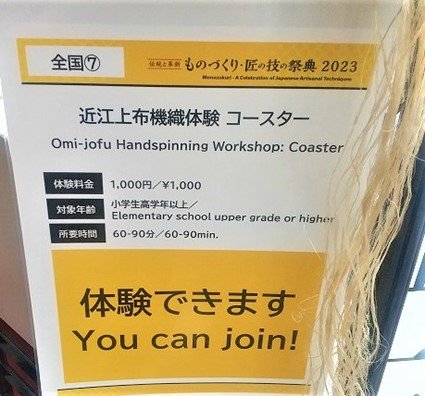 全国⑦
伝統と革新 ものづくり・匠の技の祭典 2023
Monozukuri - A Celebration of Japanese Artisanal Techniques
近江上布機織体験 コースター
Omi-jofu Handspinning Workshop: Coaster
体験料金 1,000円／¥1,000
対象年齢 小学生高学年以上／
Elementary school upper grade or higher
所要時間 60-90分／60-90min.
体験できます
You can join!